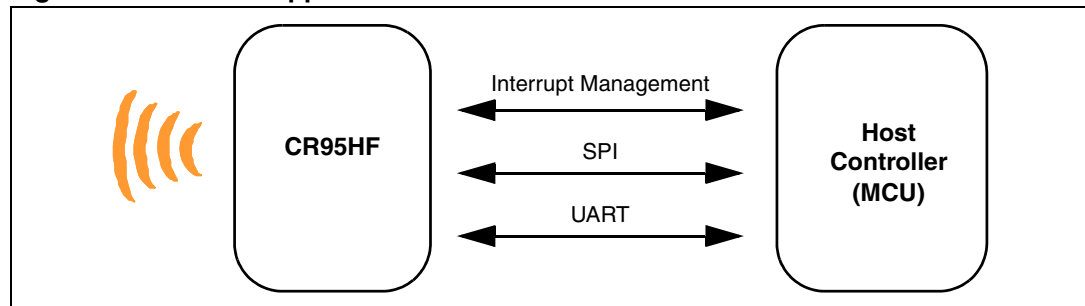 CR95HF
Interrupt Management
SPI
UART
Host
Controller
(MCU)